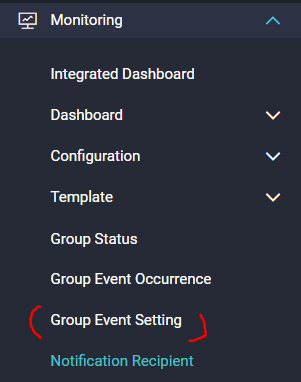 Monitoring
Integrated Dashboard
Dashboard
Configuration
Template
Group Status
Group Event Occurrence
Group Event Setting
Notification Recipient